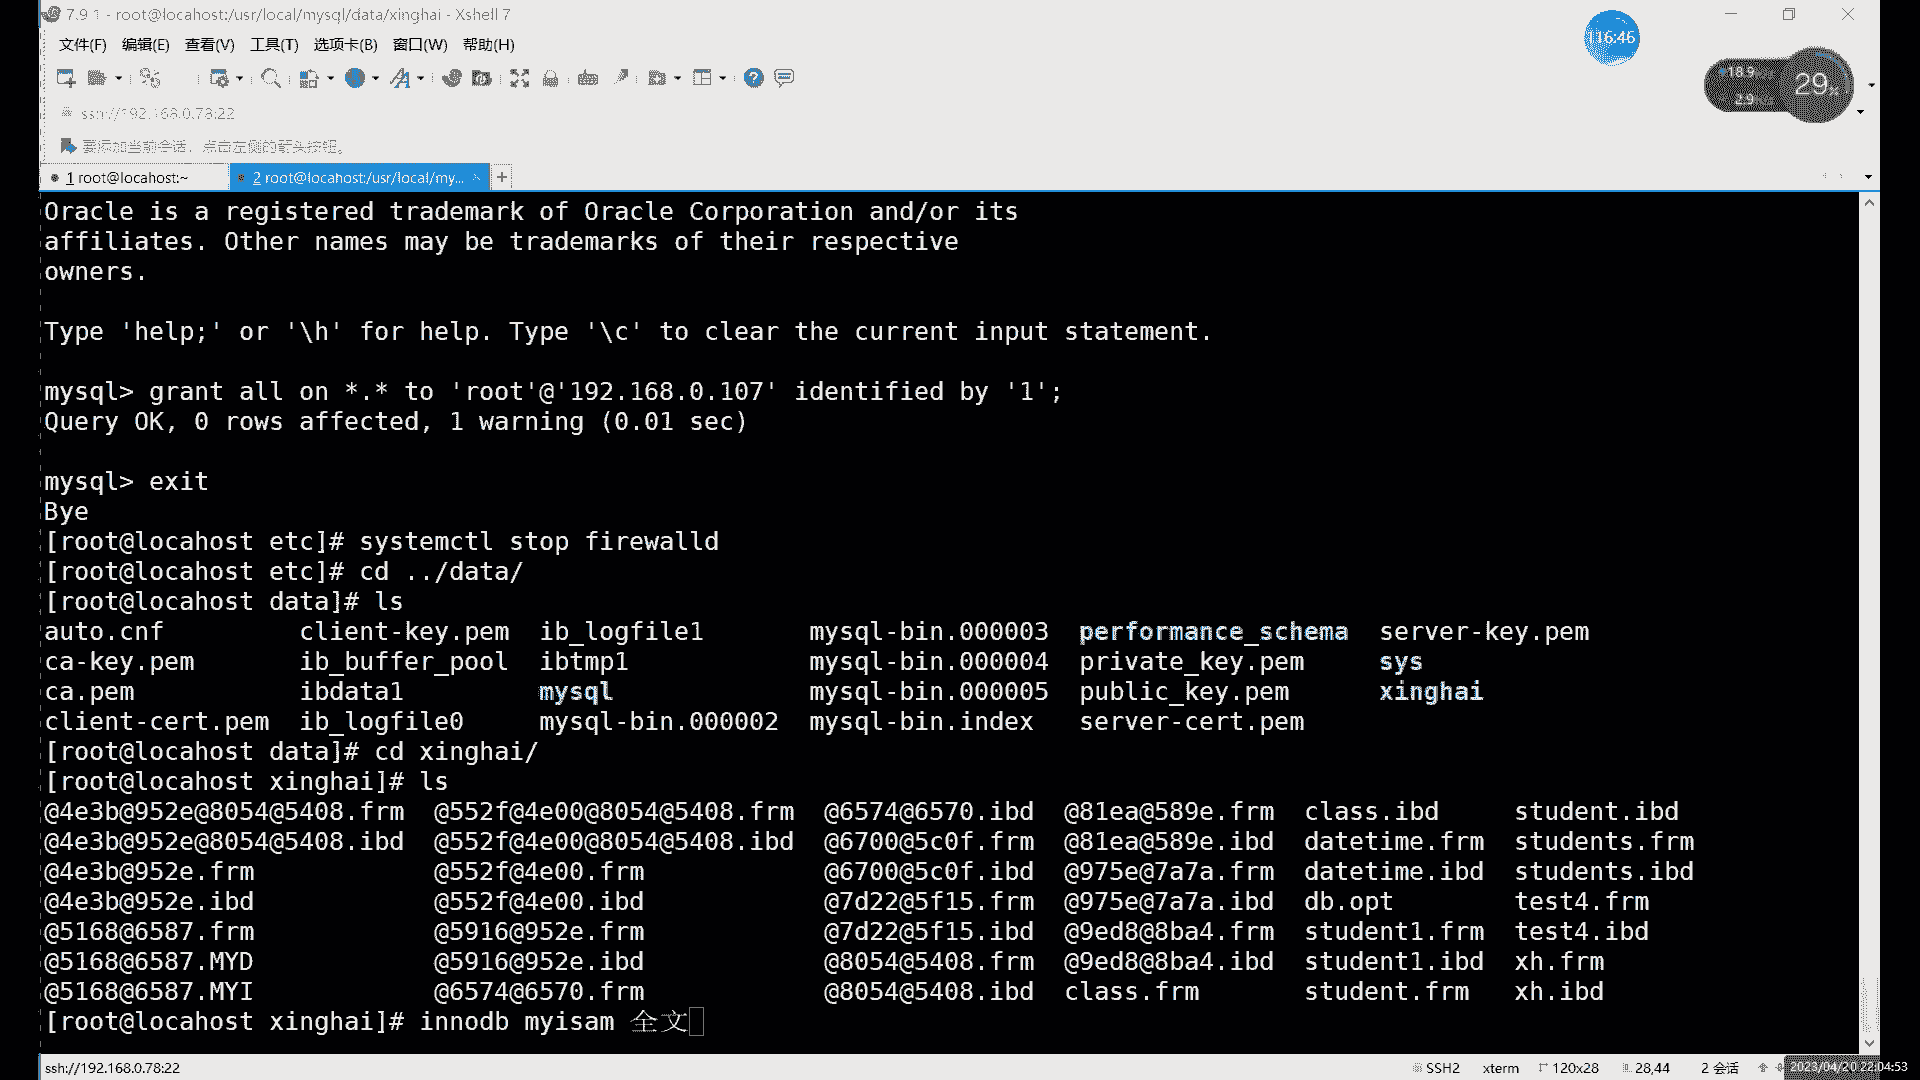 7.9 1 - root@locahost:/usr/local/mysql/data/xinghai - Xshell 7
文件(F) 编辑(E) 查看(V) 工具(T) 选项卡(B) 窗口(W) 帮助(H)
116:46
18.9
2.9
29%
ssh://192.168.0.78:22
要添加当前会话，点击左侧的箭头按钮。
1 root@locahost:~ 2 root@locahost:/usr/local/my... +
Oracle is a registered trademark of Oracle Corporation and/or its
affiliates. Other names may be trademarks of their respective
owners.
Type 'help;' or '\h' for help. Type '\c' to clear the current input statement.
mysql> grant all on *.* to 'root'@'192.168.0.107' identified by '1';
Query OK, 0 rows affected, 1 warning (0.01 sec)
mysql> exit
Bye
[root@locahost etc]# systemctl stop firewalld
[root@locahost etc]# cd ../data/
[root@locahost data]# ls
auto.cnf client-key.pem ib_logfile1 mysql-bin.000003 performance_schema server-key.pem
ca-key.pem ib_buffer_pool ibtmp1 mysql-bin.000004 private_key.pem sys
ca.pem ibdata1 mysql mysql-bin.000005 public_key.pem xinghai
client-cert.pem ib_logfile0 mysql-bin.000002 mysql-bin.index server-cert.pem
[root@locahost data]# cd xinghai/
[root@locahost xinghai]# ls
@4e3b@952e@8054@5408.frm @552f@4e00@8054@5408.frm @6574@6570.ibd @81ea@589e.frm class.ibd student.ibd
@4e3b@952e@8054@5408.ibd @552f@4e00@8054@5408.ibd @6700@5c0f.frm @81ea@589e.ibd datetime.frm students.frm
@4e3b@952e.frm @552f@4e00.frm @6700@5c0f.ibd @975e@7a7a.frm datetime.ibd students.ibd
@4e3b@952e.ibd @552f@4e00.ibd @7d22@5f15.frm @975e@7a7a.ibd db.opt test4.frm
@5168@6587.frm @5916@952e.frm @7d22@5f15.ibd @9ed8@8ba4.frm student1.frm test4.ibd
@5168@6587.MYD @5916@952e.ibd @8054@5408.frm @9ed8@8ba4.ibd student1.ibd xh.frm
@5168@6587.MYI @6574@6570.frm @8054@5408.ibd class.frm student.frm xh.ibd
[root@locahost xinghai]# innodb myisam 全文
ssh://192.168.0.78:22 SSH2 xterm 120x28 28,44 2 会话 2023/04/20 22:04:53